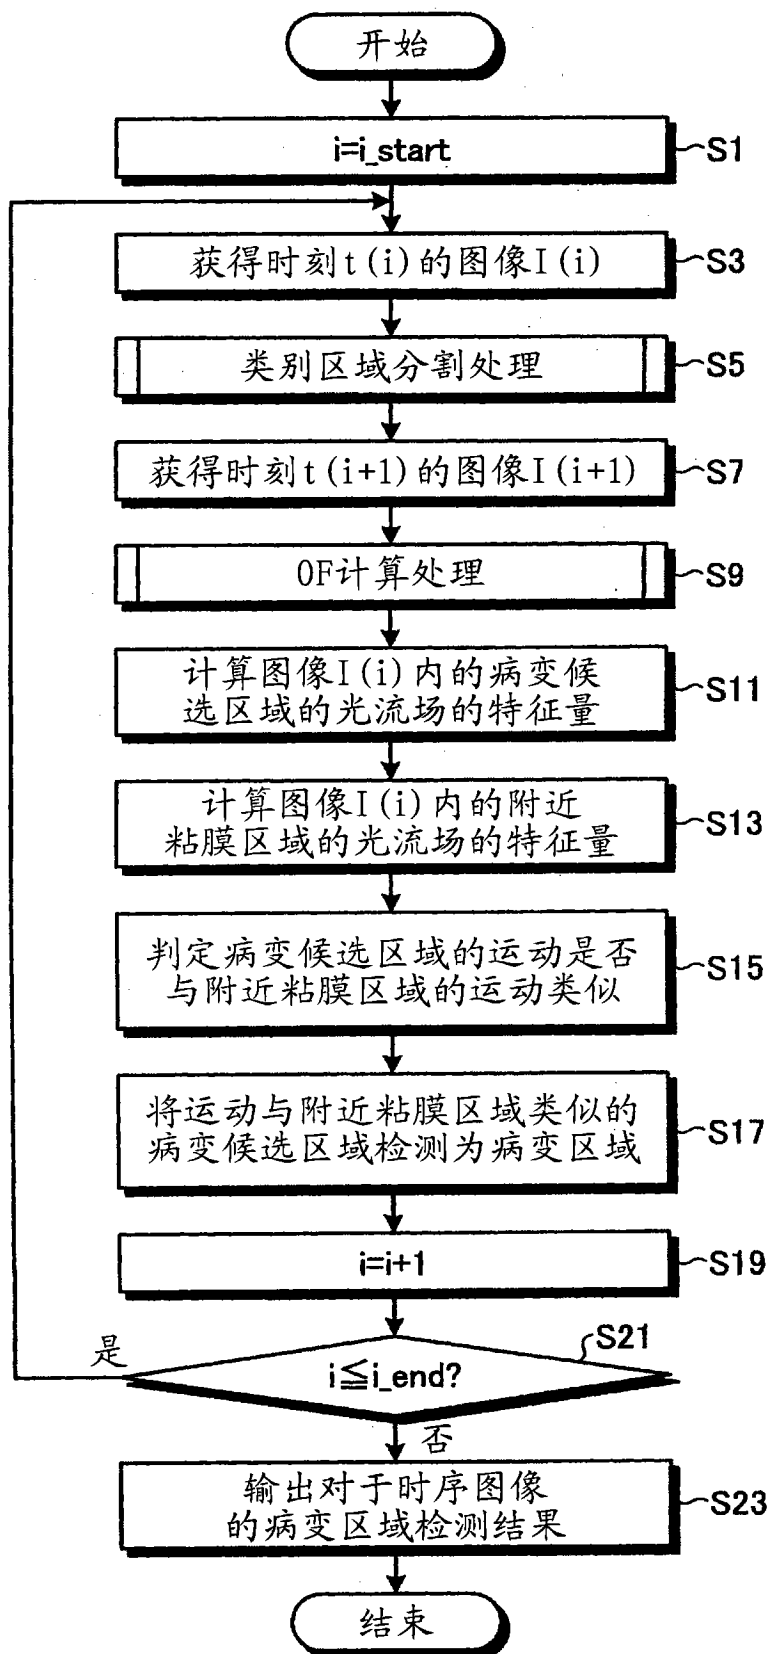 开始
i=i_start
S1
获得时刻t(i)的图像I(i)
S3
类别区域分割处理
S5
获得时刻t(i+1)的图像I(i+1)
S7
OF计算处理
S9
计算图像I(i)内的病变候
选区域的光流场的特征量
S11
计算图像I(i)内的附近
粘膜区域的光流场的特征量
S13
判定病变候选区域的运动是否
与附近粘膜区域的运动类似
S15
将运动与附近粘膜区域类似的
病变候选区域检测为病变区域
S17
i=i+1
S19
是
S21
i≦i_end?
否
输出对于时序图像
的病变区域检测结果
S23
结束